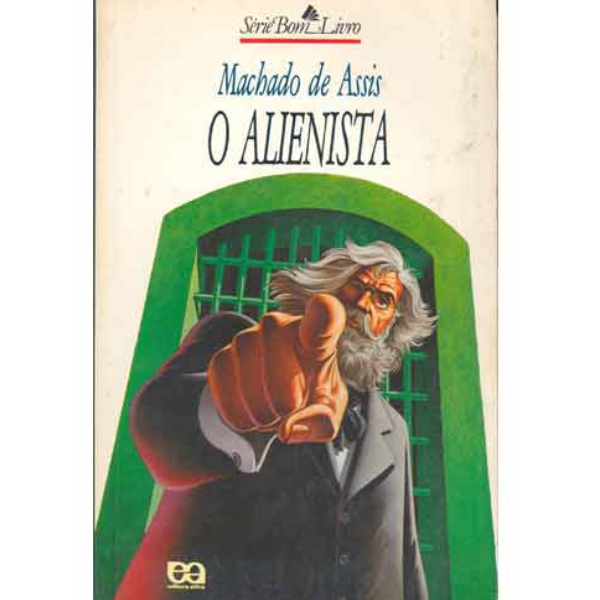 Série Bom Livro
Machado de Assis
O ALIENISTA
ea
editora ática